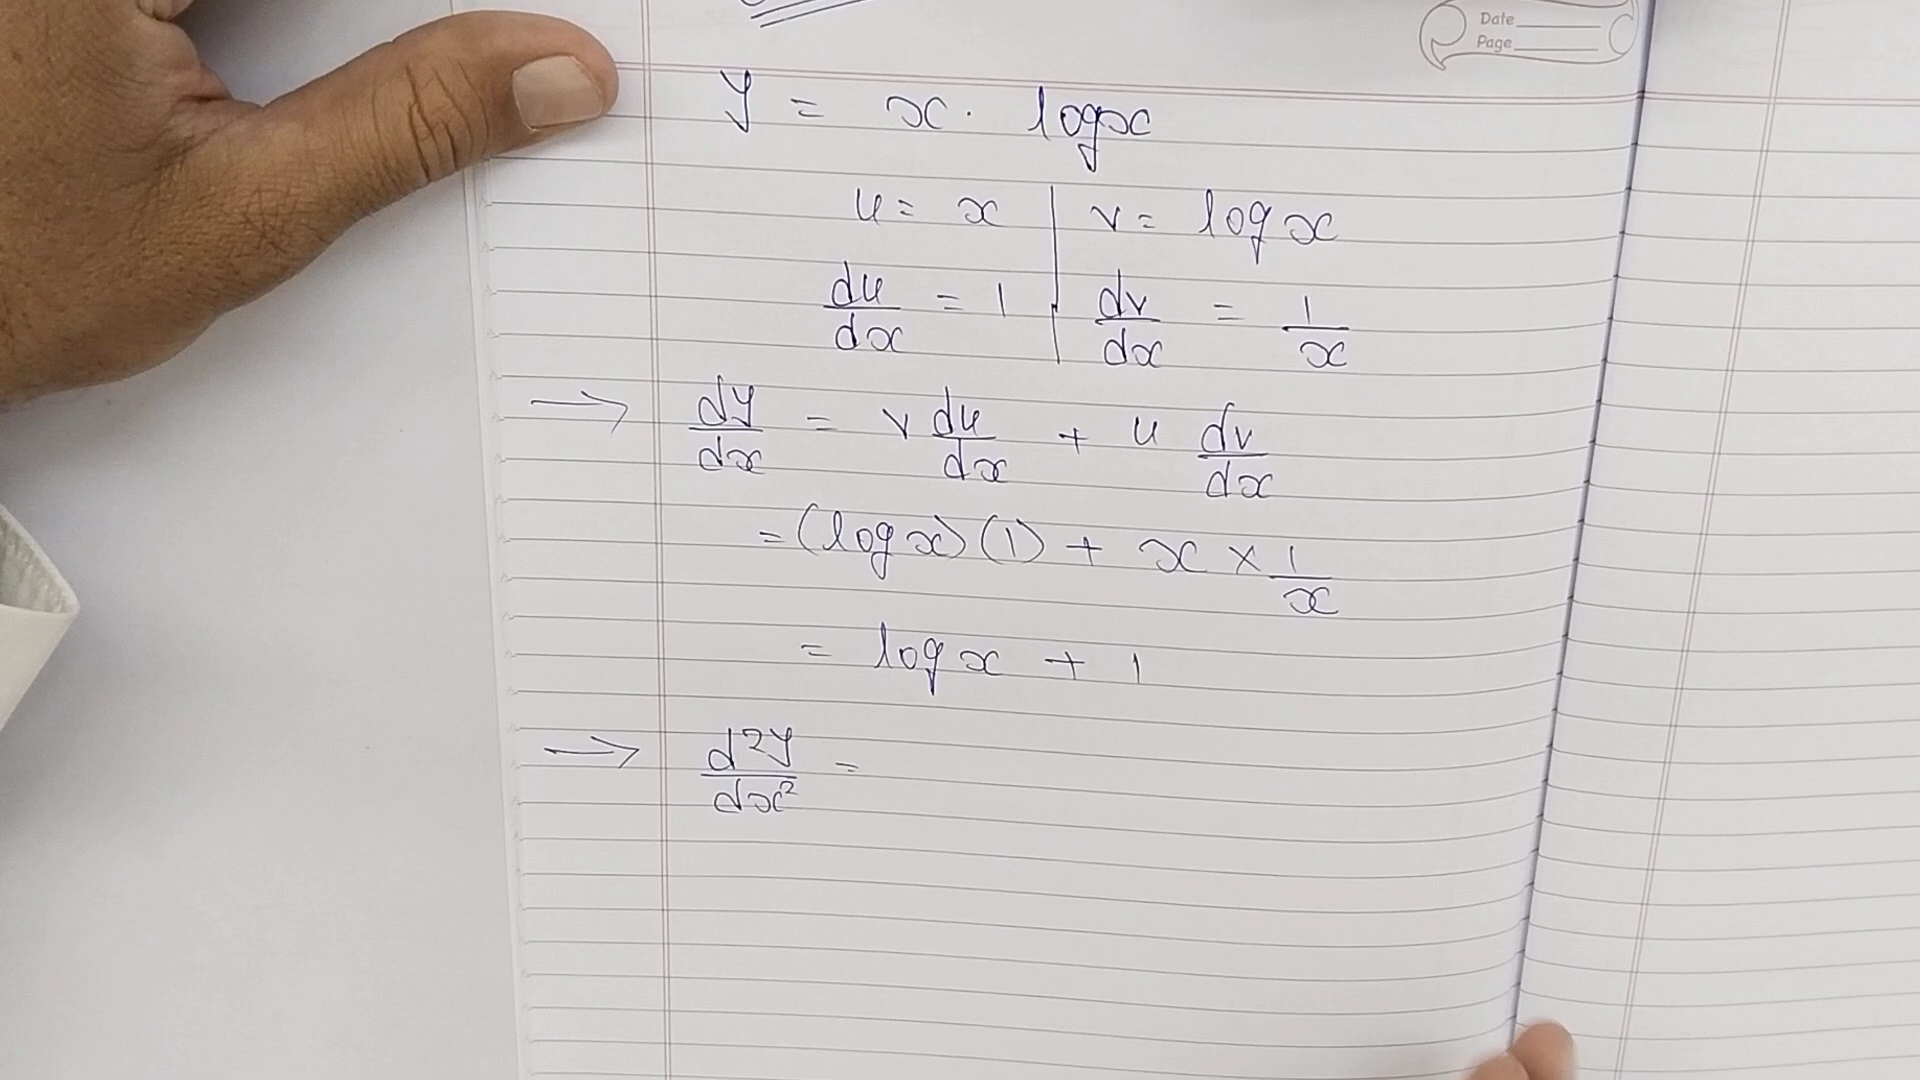 Date
Page
y = x . logx
u = x | v = log x
du/dx = 1 | dv/dx = 1/x
→ dy/dx = v du/dx + u dv/dx
= (log x) (1) + x × 1/x
= log x + 1
→ d²y/dx² =